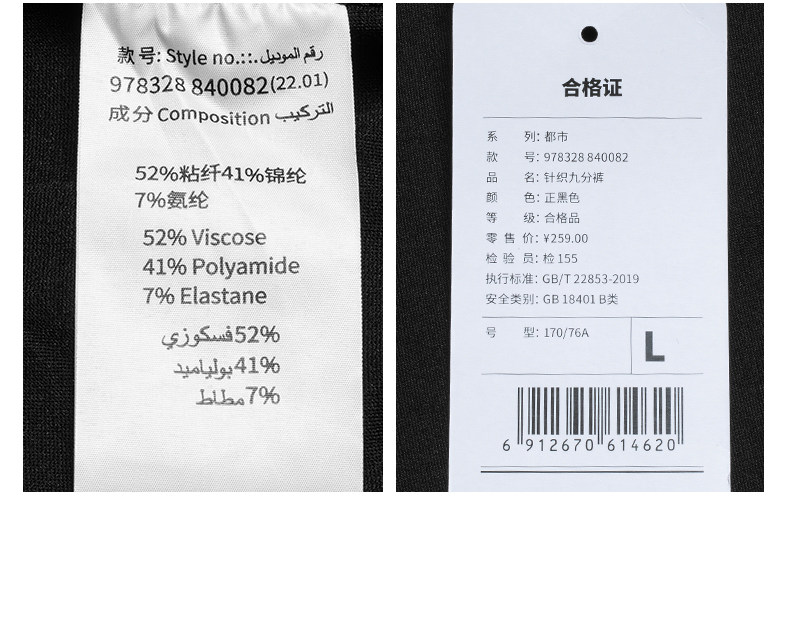 款号: Style no.::.رقم الموديل
978328 840082(22.01)
成分 Composition التركيب
52%粘纤41%锦纶
7%氨纶
52% Viscose
41% Polyamide
7% Elastane
52%فسكوزي
41%بولياميد
7%مطاط
合格证
系 列: 都市
款 号: 978328 840082
品 名: 针织九分裤
颜 色: 正黑色
等 级: 合格品
零 售 价: ¥259.00
检 验 员: 检 155
执行标准: GB/T 22853-2019
安全类别: GB 18401 B类
号 型: 170/76A
L
6 912670 614620